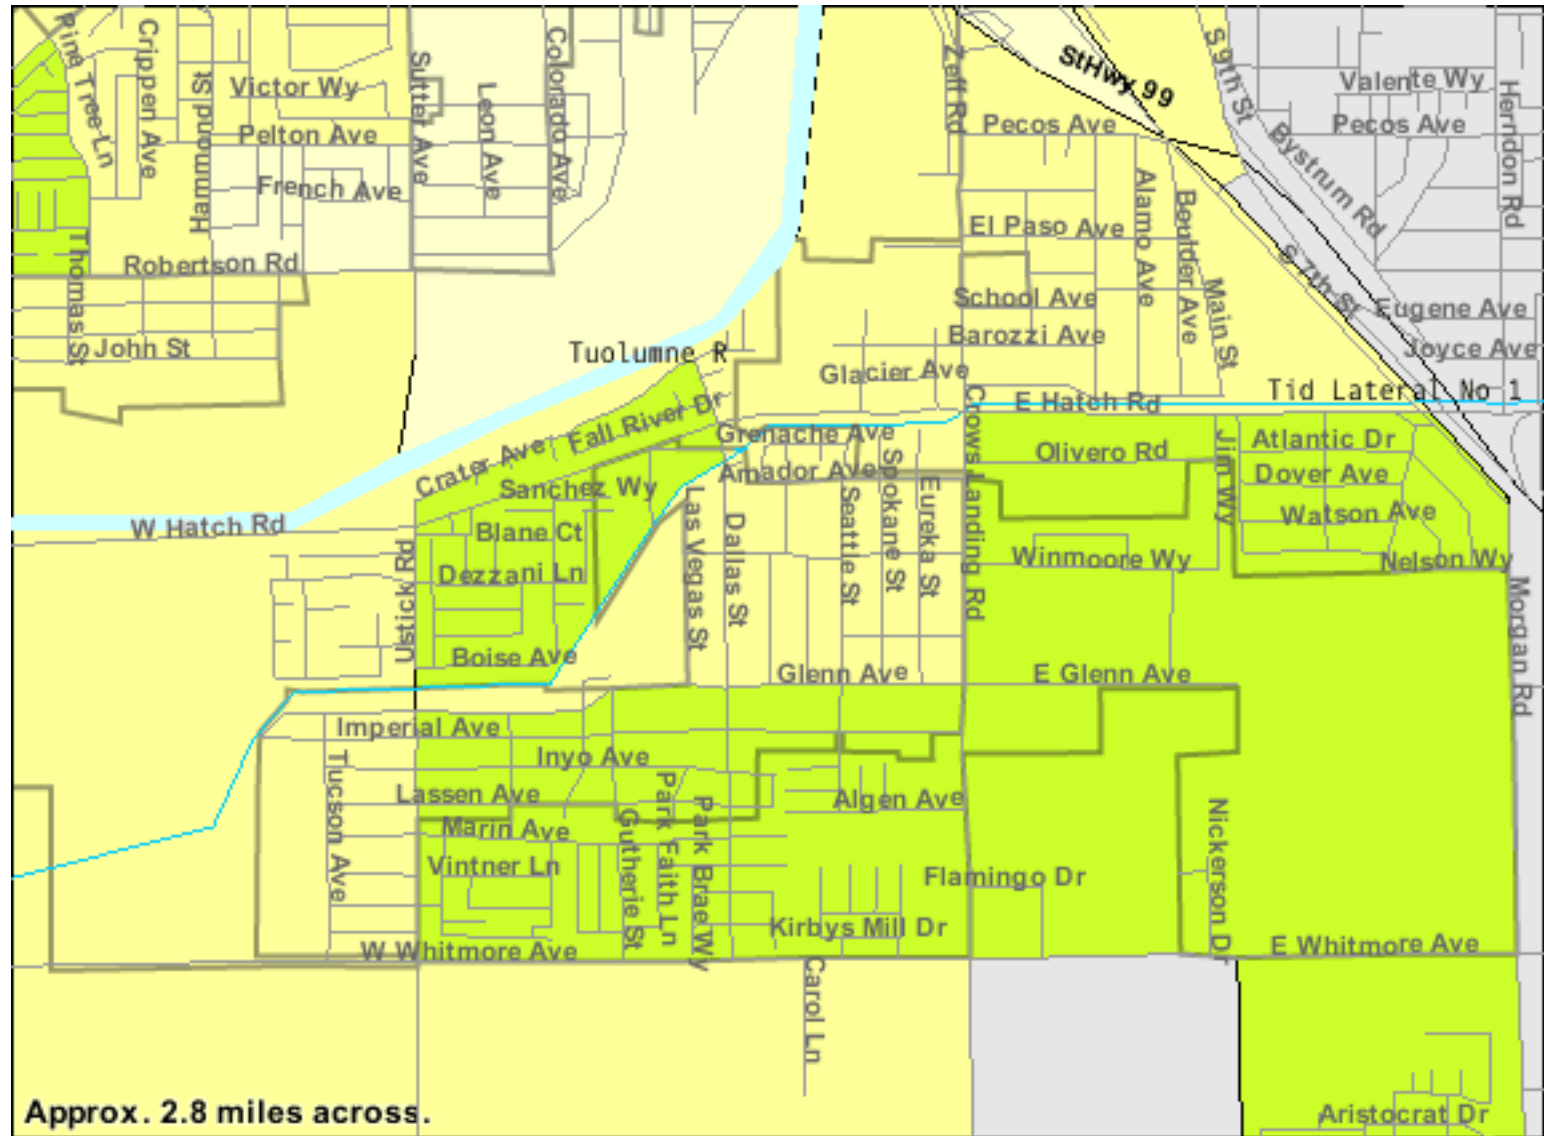 Pine Tree Ln
Crippen Ave
Hammond St
Victor Wy
Pelton Ave
French Ave
Sutter Ave
Leon Ave
Colorado Ave
Zeff Rd
StHwy 99
S 9th St
Valente Wy
Pecos Ave
Pecos Ave
Herndon Rd
Bystrum Rd
Alamo Ave
Boulder Ave
El Paso Ave
Thomas St
Robertson Rd
School Ave
Main St
S 7th St
Eugene Ave
John St
Tuolumne R
Barozzi Ave
Joyce Ave
Glacier Ave
Tid Lateral No 1
E Hatch Rd
Crows Landing Rd
Fall River Dr
Crater Ave
Grenache Ave
Olivero Rd
Jim Wy
Atlantic Dr
Amador Ave
Dover Ave
Sanchez Wy
Spokane St
Eureka St
Seattle St
Las Vegas St
Dallas St
Watson Ave
W Hatch Rd
Blane Ct
Ustick Rd
Dezzani Ln
Winmoore Wy
Nelson Wy
Morgan Rd
Boise Ave
Glenn Ave
E Glenn Ave
Imperial Ave
Inyo Ave
Tucson Ave
Lassen Ave
Park Faith Ln
Park Brae Wy
Algen Ave
Nickerson Dr
Marin Ave
Gutherie St
Vintner Ln
Flamingo Dr
Kirbys Mill Dr
W Whitmore Ave
E Whitmore Ave
Carol Ln
Approx. 2.8 miles across.
Aristocrat Dr